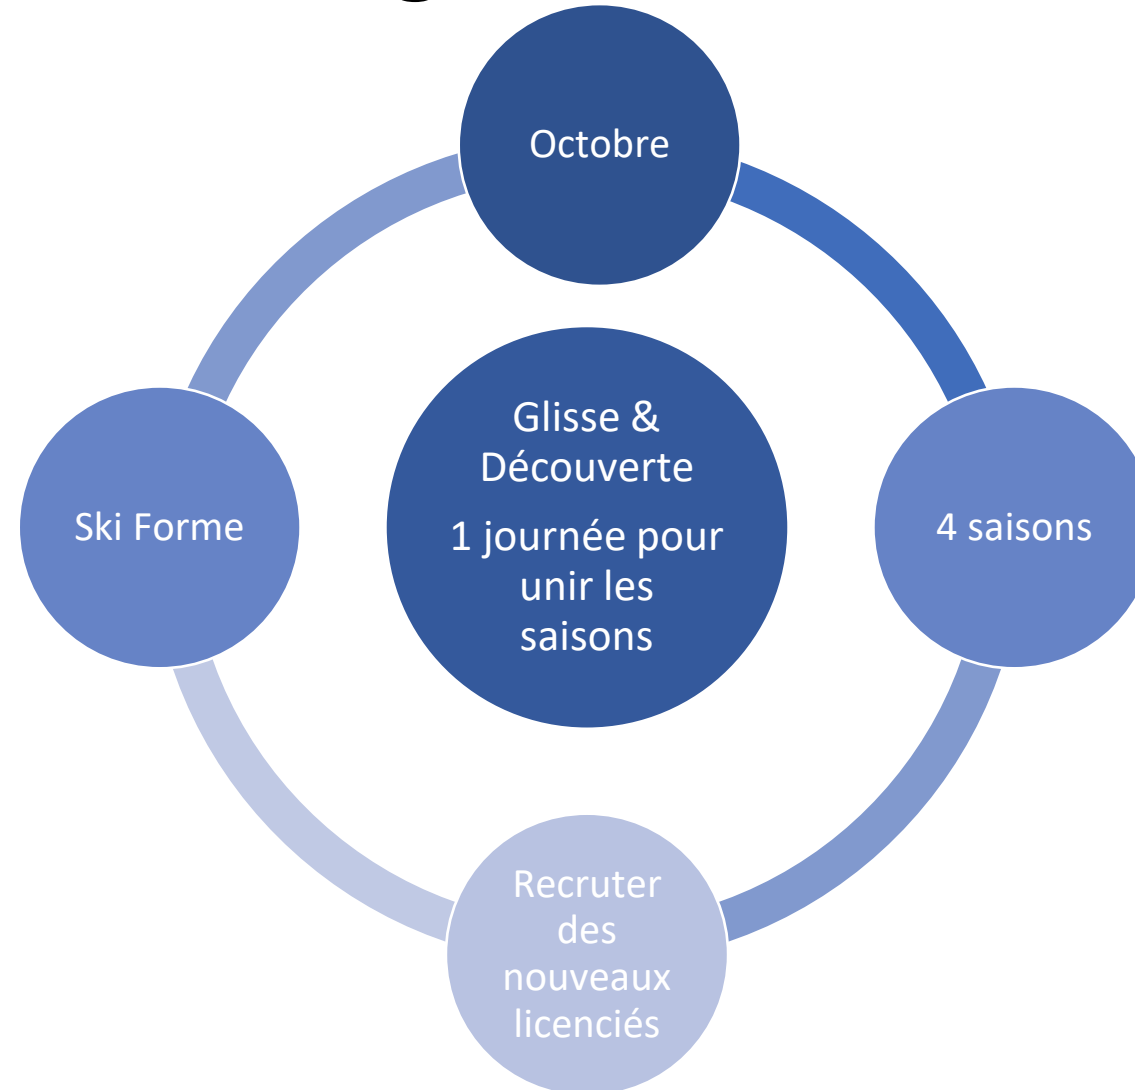 Octobre
Glisse &
Découverte
1 journée pour
unir les
saisons
Ski Forme
4 saisons
Recruter
des
nouveaux
licenciés